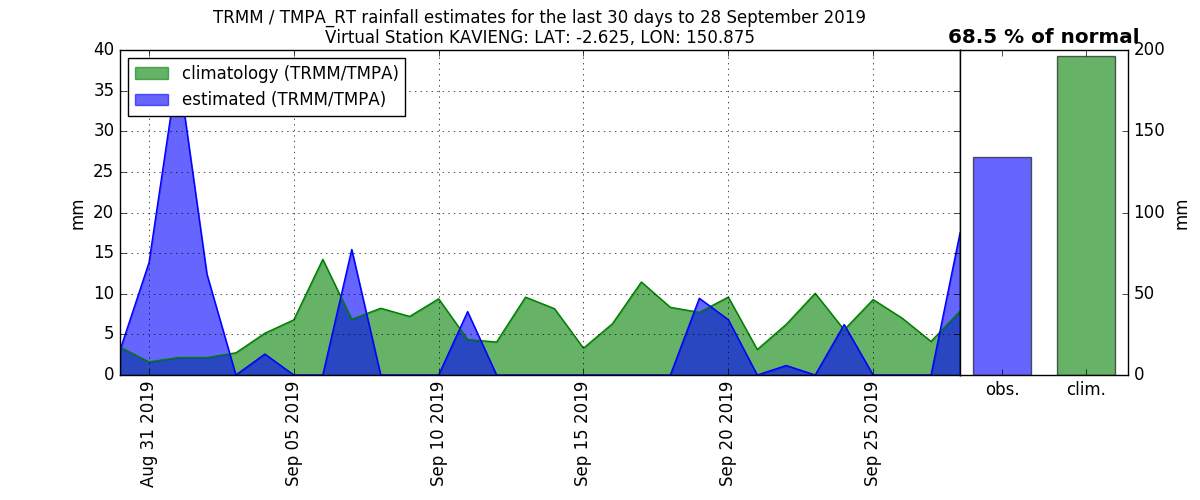 TRMM / TMPA_RT rainfall estimates for the last 30 days to 28 September 2019
Virtual Station KAVIENG: LAT: -2.625, LON: 150.875
68.5 % of normal
climatology (TRMM/TMPA)
estimated (TRMM/TMPA)
40
35
30
25
20
15
10
5
0
mm
Aug 31 2019
Sep 05 2019
Sep 10 2019
Sep 15 2019
Sep 20 2019
Sep 25 2019
obs.
clim.
200
150
100
50
0
mm